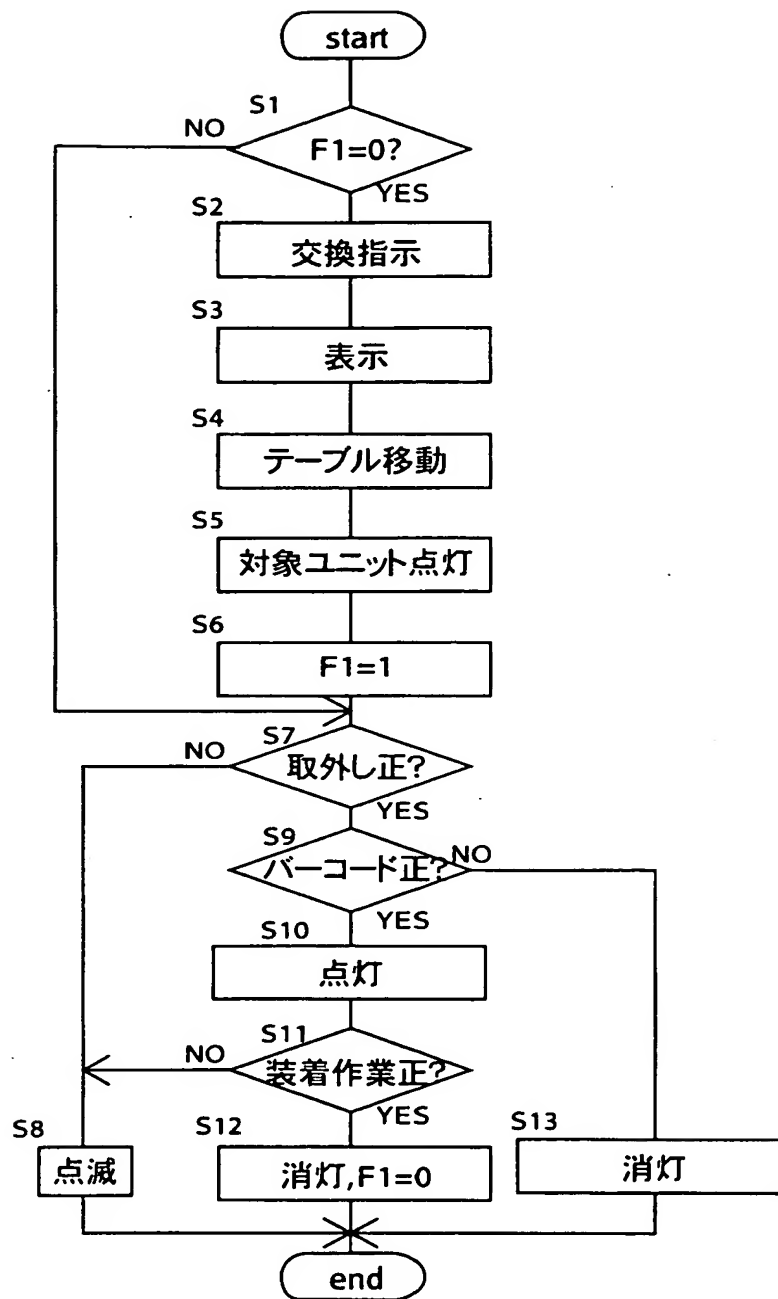 start
S1
NO
F1=0?
YES
S2
交換指示
S3
表示
S4
テーブル移動
S5
対象ユニット点灯
S6
F1=1
S7
NO
取外し正?
YES
S9
バーコード正?
NO
YES
S10
点灯
S11
NO
装着作業正?
YES
S8
点滅
S12
消灯,F1=0
S13
消灯
end